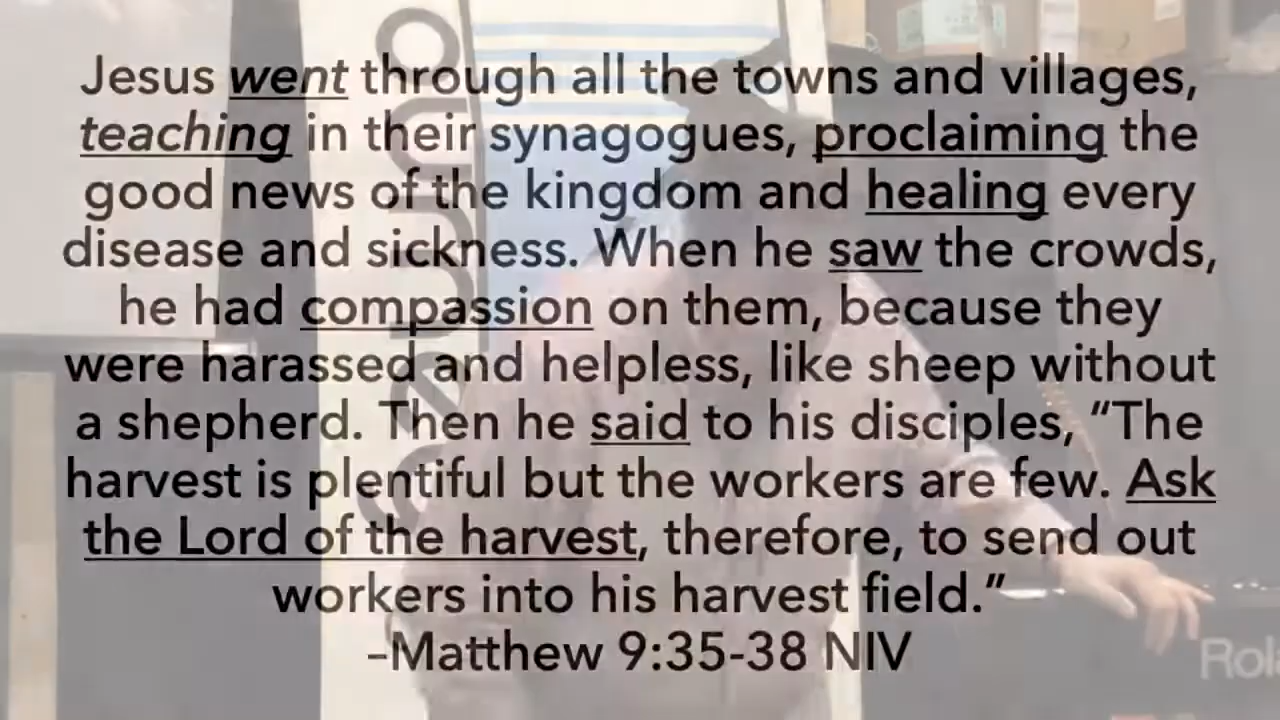 Jesus went through all the towns and villages,
teaching in their synagogues, proclaiming the
good news of the kingdom and healing every
disease and sickness. When he saw the crowds,
he had compassion on them, because they
were harassed and helpless, like sheep without
a shepherd. Then he said to his disciples, “The
harvest is plentiful but the workers are few. Ask
the Lord of the harvest, therefore, to send out
workers into his harvest field.”
–Matthew 9:35-38 NIV